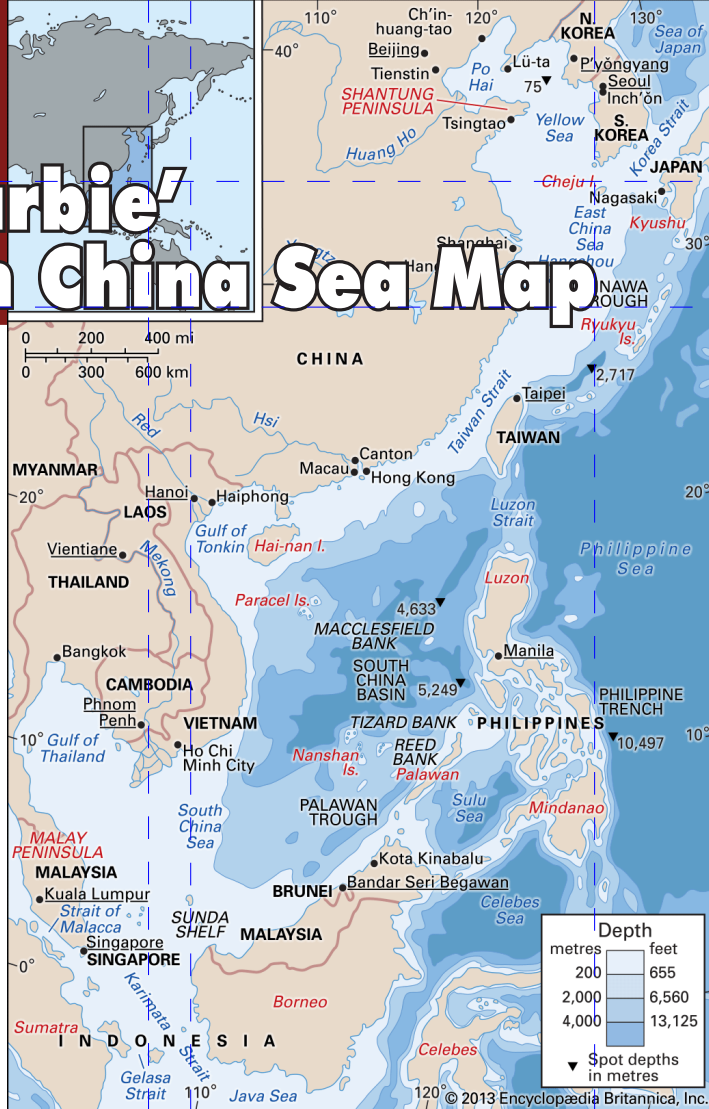 110°
120°
130°
Ch'in-
huang-tao
N.
KOREA
Sea of
Japan
40°
Beijing
Tienstin
Po
Hai
Lü-ta
75
P'yŏngyang
Seoul
Inch'ŏn
SHANTUNG
PENINSULA
Tsingtao
Yellow
Sea
S.
KOREA
Korea Strait
Huang Ho
JAPAN
Cheju I.
Nagasaki
Kyushu
East
China
Sea
30°
Shanghai
Hangchou
rbie'
China Sea Map
ROUGH
Ryukyu
Is.
0 200 400 mi
0 300 600 km
CHINA
2,717
Taipei
Taiwan Strait
TAIWAN
Red
Hsi
Canton
Macau
Hong Kong
MYANMAR
20°
20°
Hanoi
Haiphong
LAOS
Luzon
Strait
Gulf of
Tonkin
Hai-nan I.
Philippine
Sea
Vientiane
Mekong
THAILAND
Luzon
Paracel Is.
4,633
MACCLESFIELD
BANK
Bangkok
Manila
SOUTH
CHINA
BASIN
5,249
CAMBODIA
PHILIPPINE
TRENCH
Phnom
Penh
VIETNAM
TIZARD BANK
PHILIPPINES
10°
10°
Gulf of
Thailand
Ho Chi
Minh City
10,497
REED
BANK
Nanshan
Is.
Palawan
South
China
Sea
PALAWAN
TROUGH
Sulu
Sea
Mindanao
MALAY
PENINSULA
MALAYSIA
Kota Kinabalu
Kuala Lumpur
BRUNEI
Bandar Seri Begawan
Strait of
Malacca
SUNDA
SHELF
MALAYSIA
Celebes
Sea
Singapore
SINGAPORE
0°
Depth
metres feet
200 655
2,000 6,560
4,000 13,125
Spot depths
in metres
Karimata Strait
Borneo
Sumatra
INDONESIA
Celebes
Gelasa
Strait
110°
Java Sea
120°
© 2013 Encyclopædia Britannica, Inc.